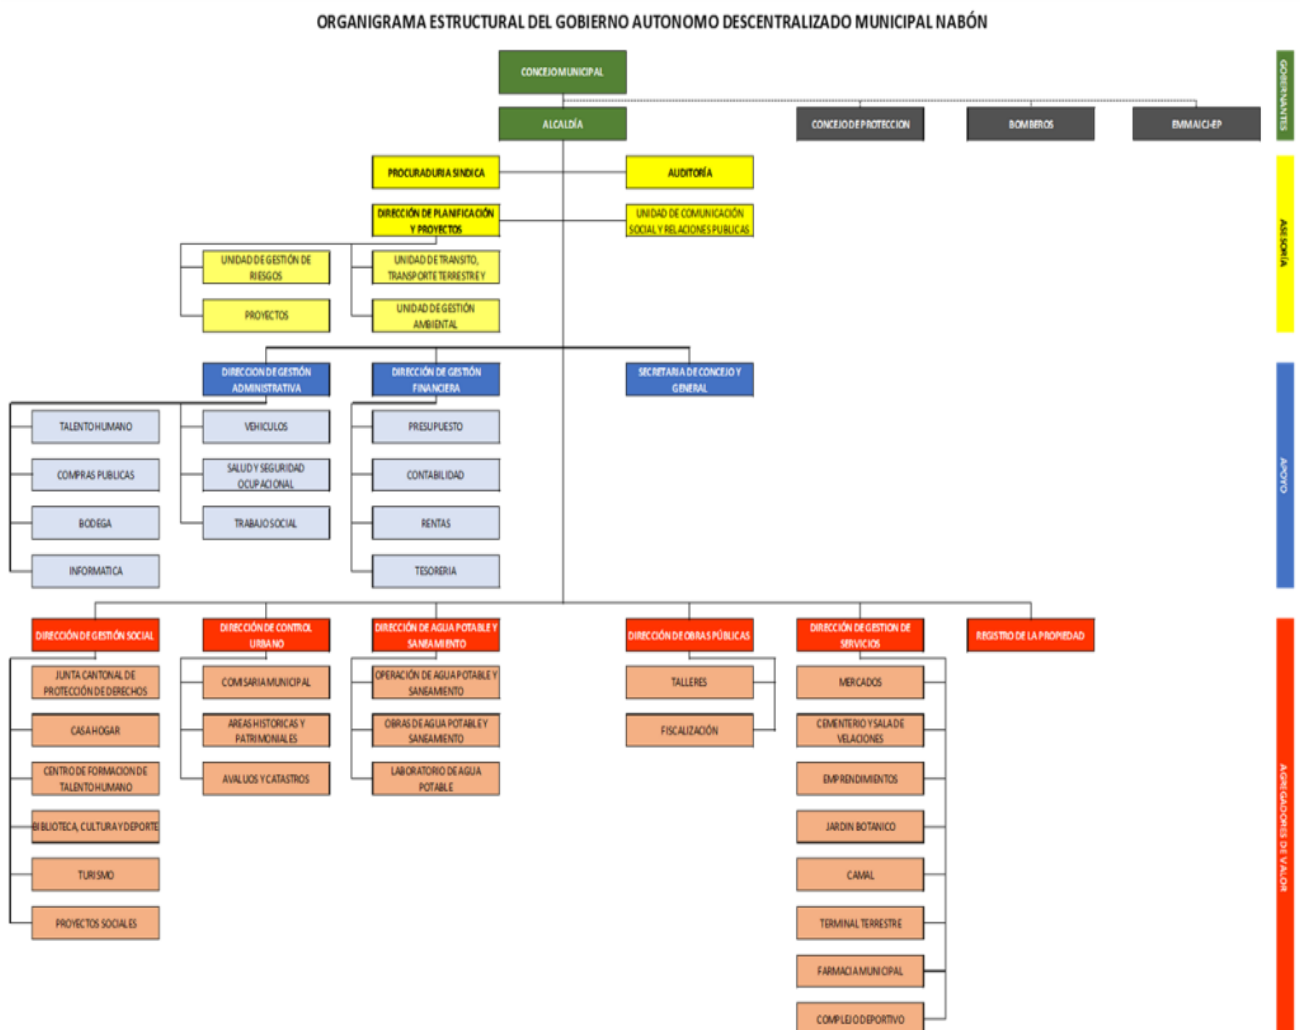 ORGANIGRAMA ESTRUCTURAL DEL GOBIERNO AUTONOMO DESCENTRALIZADO MUNICIPAL NABÓN
CONCEJO MUNICIPAL
GOBERNANTES
ALCALDÍA
CONCEJO DE PROTECCION
BOMBEROS
EMMAICJ-EP
PROCURADURIA SINDICA
AUDITORÍA
ASESORÍA
DIRECCIÓN DE PLANIFICACIÓN
Y PROYECTOS
UNIDAD DE COMUNICACIÓN
SOCIAL Y RELACIONES PUBLICAS
UNIDAD DE GESTIÓN DE
RIESGOS
UNIDAD DE TRANSITO,
TRANSPORTE TERRESTRE Y
PROYECTOS
UNIDAD DE GESTIÓN
AMBIENTAL
DIRECCION DE GESTIÓN
ADMINISTRATIVA
DIRECCIÓN DE GESTIÓN
FINANCIERA
SECRETARIA DE CONCEJO Y
GENERAL
APOYO
TALENTO HUMANO
VEHICULOS
PRESUPUESTO
COMPRAS PUBLICAS
SALUD Y SEGURIDAD
OCUPACIONAL
CONTABILIDAD
BODEGA
TRABAJO SOCIAL
RENTAS
INFORMATICA
TESORERIA
DIRECCIÓN DE GESTIÓN SOCIAL
DIRECCIÓN DE CONTROL
URBANO
DIRECCIÓN DE AGUA POTABLE Y
SANEAMIENTO
DIRECCIÓN DE OBRAS PÚBLICAS
DIRECCIÓN DE GESTION DE
SERVICIOS
REGISTRO DE LA PROPIEDAD
AGREGADORES DE VALOR
JUNTA CANTONAL DE
PROTECCIÓN DE DERECHOS
COMISARIA MUNICIPAL
OPERACIÓN DE AGUA POTABLE Y
SANEAMIENTO
TALLERES
MERCADOS
CASA HOGAR
AREAS HISTORICAS Y
PATRIMONIALES
OBRAS DE AGUA POTABLE Y
SANEAMIENTO
FISCALIZACIÓN
CEMENTERIO Y SALA DE
VELACIONES
CENTRO DE FORMACION DE
TALENTO HUMANO
AVALUOS Y CATASTROS
LABORATORIO DE AGUA
POTABLE
EMPRENDIMIENTOS
BIBLIOTECA, CULTURA Y DEPORTE
JARDIN BOTANICO
TURISMO
CAMAL
PROYECTOS SOCIALES
TERMINAL TERRESTRE
FARMACIA MUNICIPAL
COMPLEJO DEPORTIVO